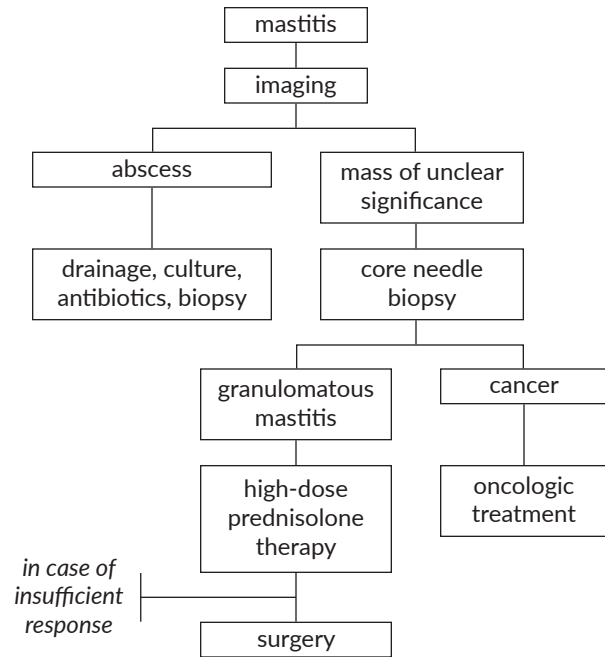 mastitis
imaging
abscess
mass of unclear
significance
drainage, culture,
antibiotics, biopsy
core needle
biopsy
granulomatous
mastitis
cancer
high-dose
prednisolone
therapy
oncologic
treatment
in case of
insufficient
response
surgery